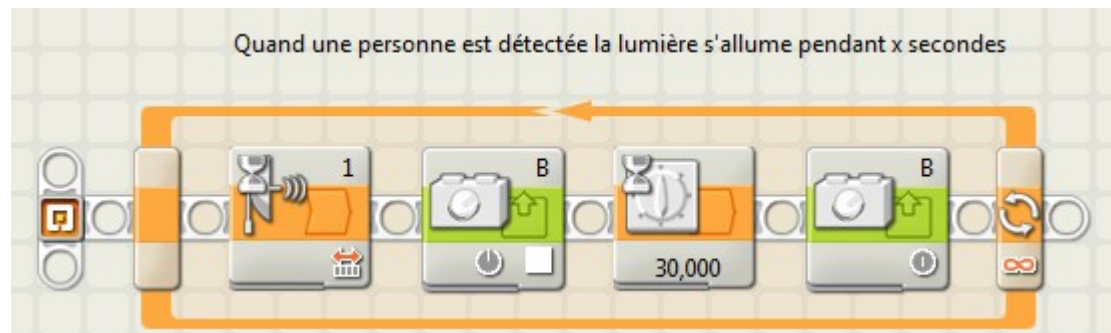 Quand une personne est détectée la lumière s'allume pendant x secondes
1
B
B
30,000